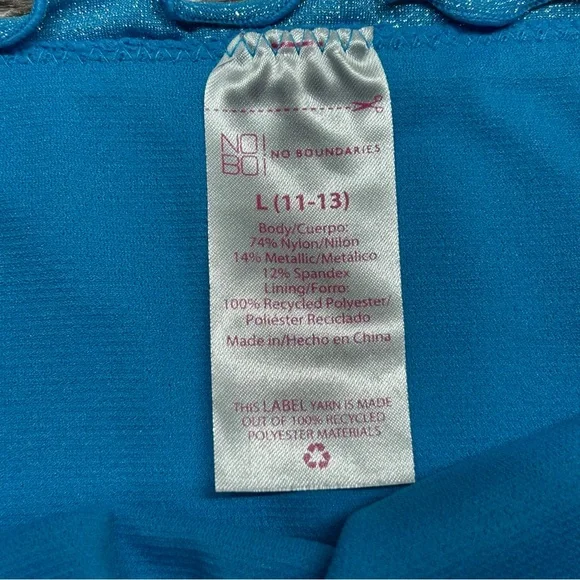 NO!
BO! NO BOUNDARIES
L (11-13)
Body/Cuerpo:
74% Nylon/Nilón
14% Metallic/Metálico
12% Spandex
Lining/Forro:
100% Recycled Polyester/
Poliéster Reciclado
Made in/Hecho en China
THIS LABEL YARN IS MADE
OUT OF 100% RECYCLED
POLYESTER MATERIALS